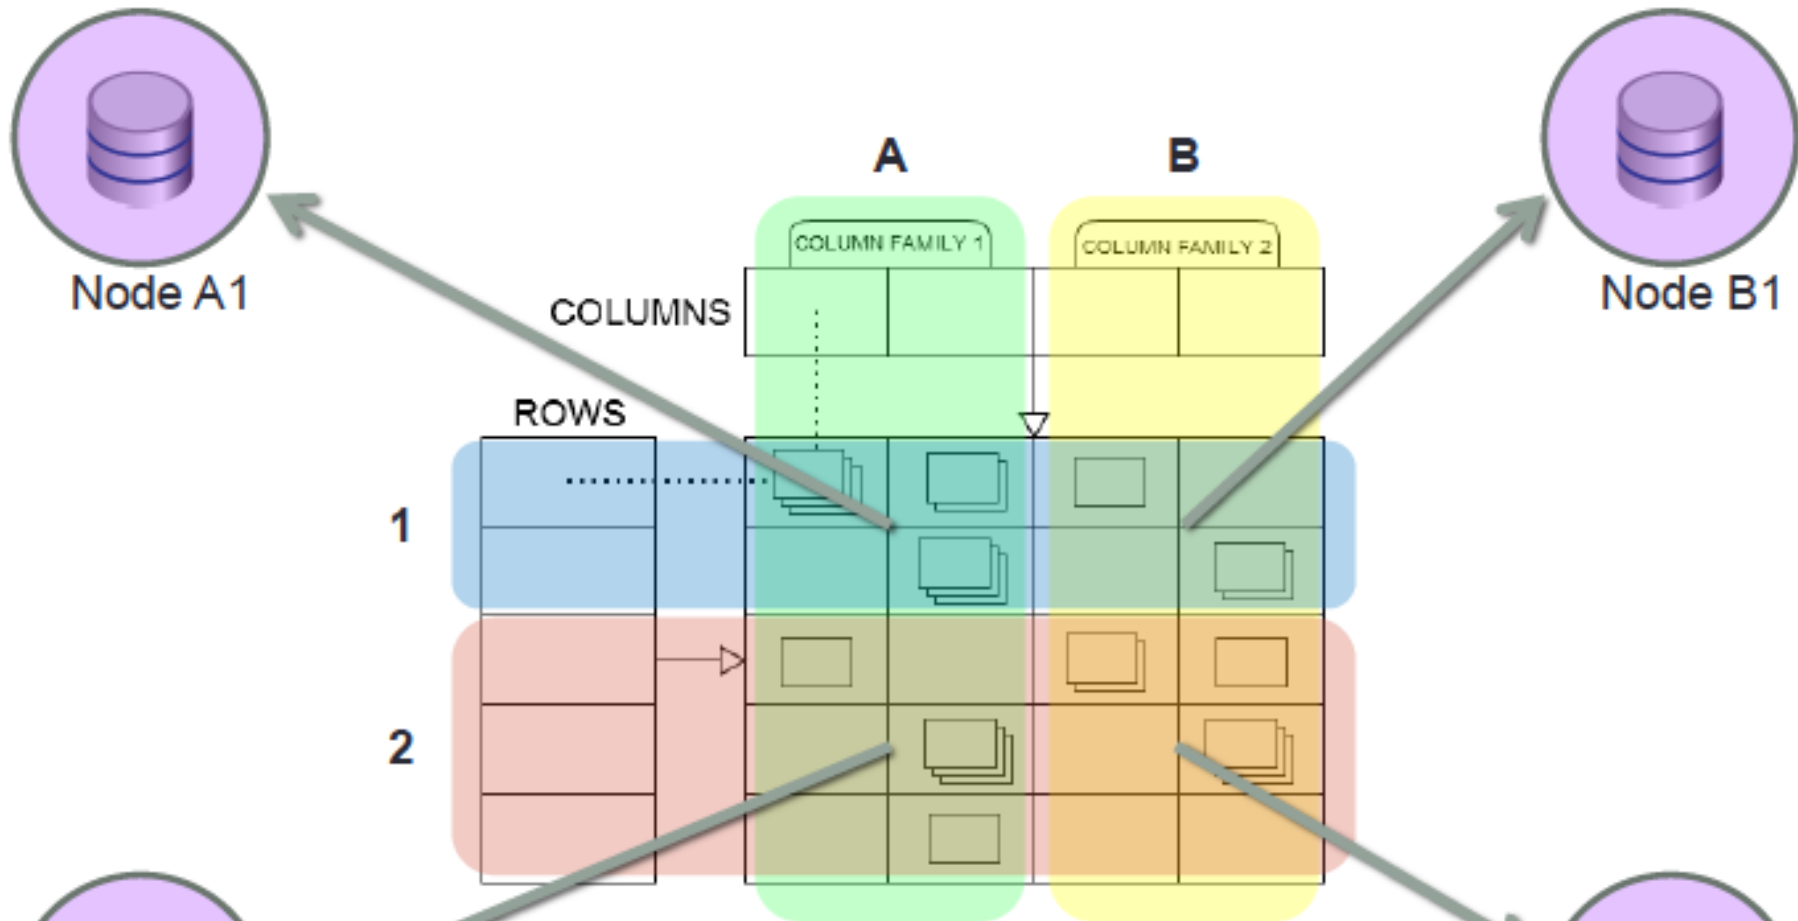 A
B
COLUMN FAMILY 1
COLUMN FAMILY 2
Node A1
Node B1
COLUMNS
ROWS
1
2